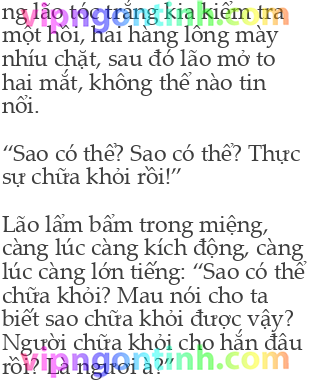 ng lão tóc trắng kia kiểm tra
một hồi, hai hàng lông mày
nhíu chặt, sau đó lão mở to
hai mắt, không thể nào tin
nổi.
“Sao có thể? Sao có thể? Thực
sự chữa khỏi rồi!”
Lão lẩm bẩm trong miệng,
càng lúc càng kích động, càng
lúc càng lớn tiếng: “Sao có thể
chữa khỏi? Mau nói cho ta
biết sao chữa khỏi được vậy?
Người chữa khỏi cho hắn đâu
rồi? Là ngươi à?”
vipngontinh.com
vipngontinh.com